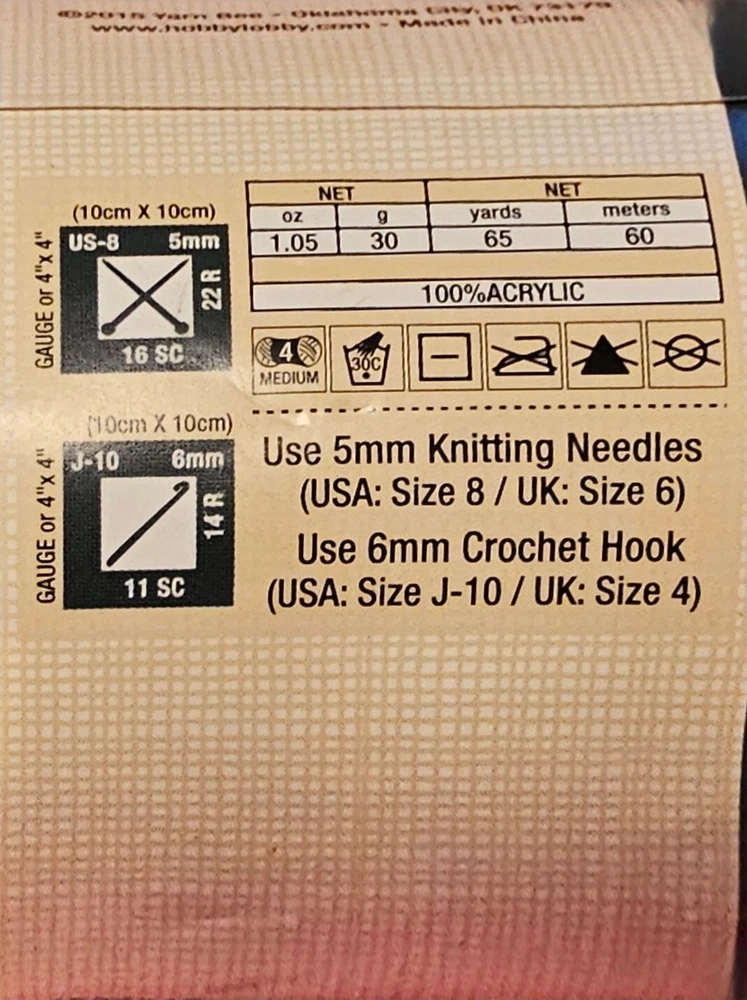 ©2015 Yarn Bee - Oklahoma City, OK 73179
www.hobbylobby.com - Made in China
(10cm X 10cm)
GAUGE or 4"x 4"
US-8 5mm
22 R
16 SC
NET NET
oz g yards meters
1.05 30 65 60
100%ACRYLIC
4
MEDIUM
30C
(10cm X 10cm)
GAUGE or 4"x 4"
J-10 6mm
14 R
11 SC
Use 5mm Knitting Needles
(USA: Size 8 / UK: Size 6)
Use 6mm Crochet Hook
(USA: Size J-10 / UK: Size 4)